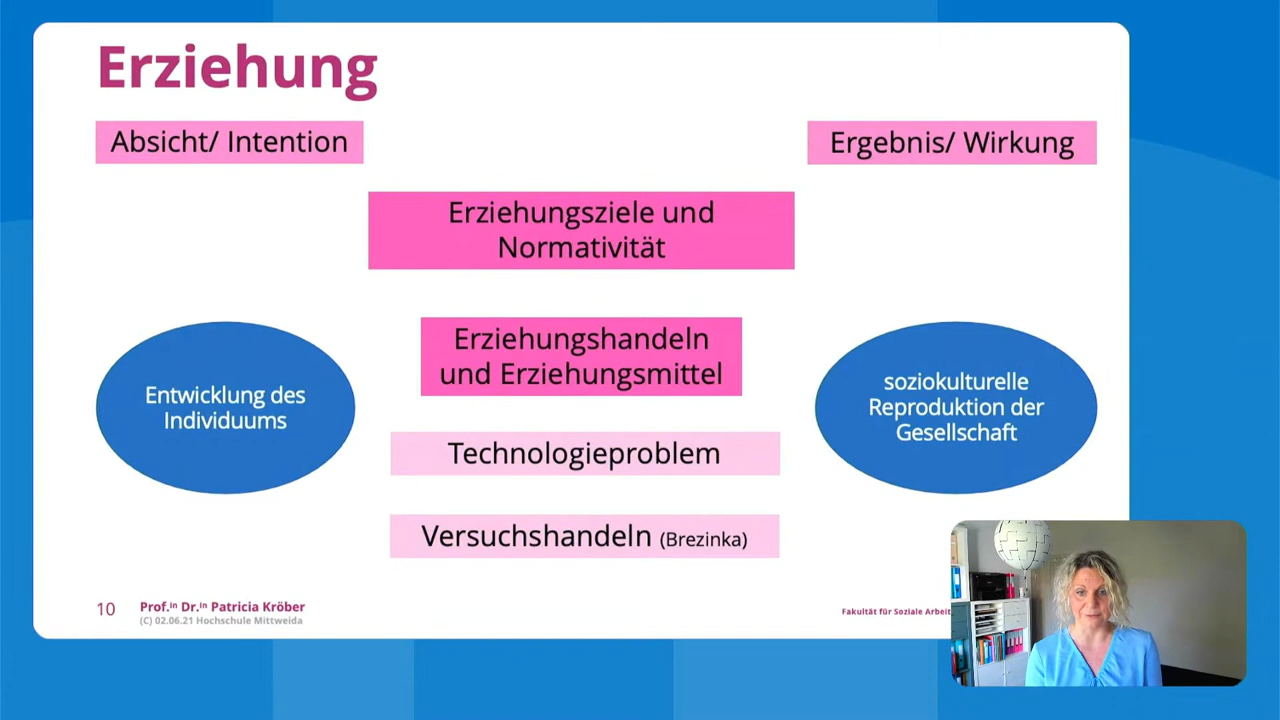 Erziehung
Absicht/ Intention
Ergebnis/ Wirkung
Erziehungsziele und
Normativität
Erziehungshandeln
und Erziehungsmittel
Entwicklung des
Individuums
soziokulturelle
Reproduktion der
Gesellschaft
Technologieproblem
Versuchshandeln (Brezinka)
10
Prof.in Dr.in Patricia Kröber
(C) 02.06.21 Hochschule Mittweida
Fakultät für Soziale Arbeit